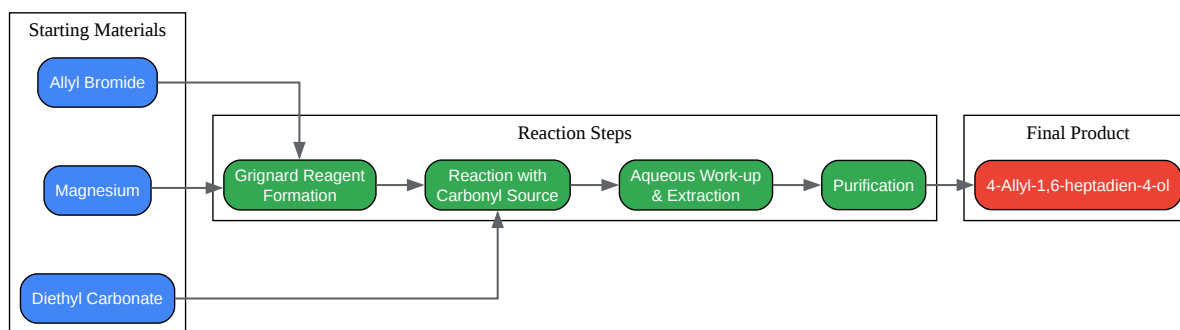 Starting Materials
Allyl Bromide
Magnesium
Diethyl Carbonate
Reaction Steps
Grignard Reagent
Formation
Reaction with
Carbonyl Source
Aqueous Work-up
& Extraction
Purification
Final Product
4-Allyl-1,6-heptadien-4-ol